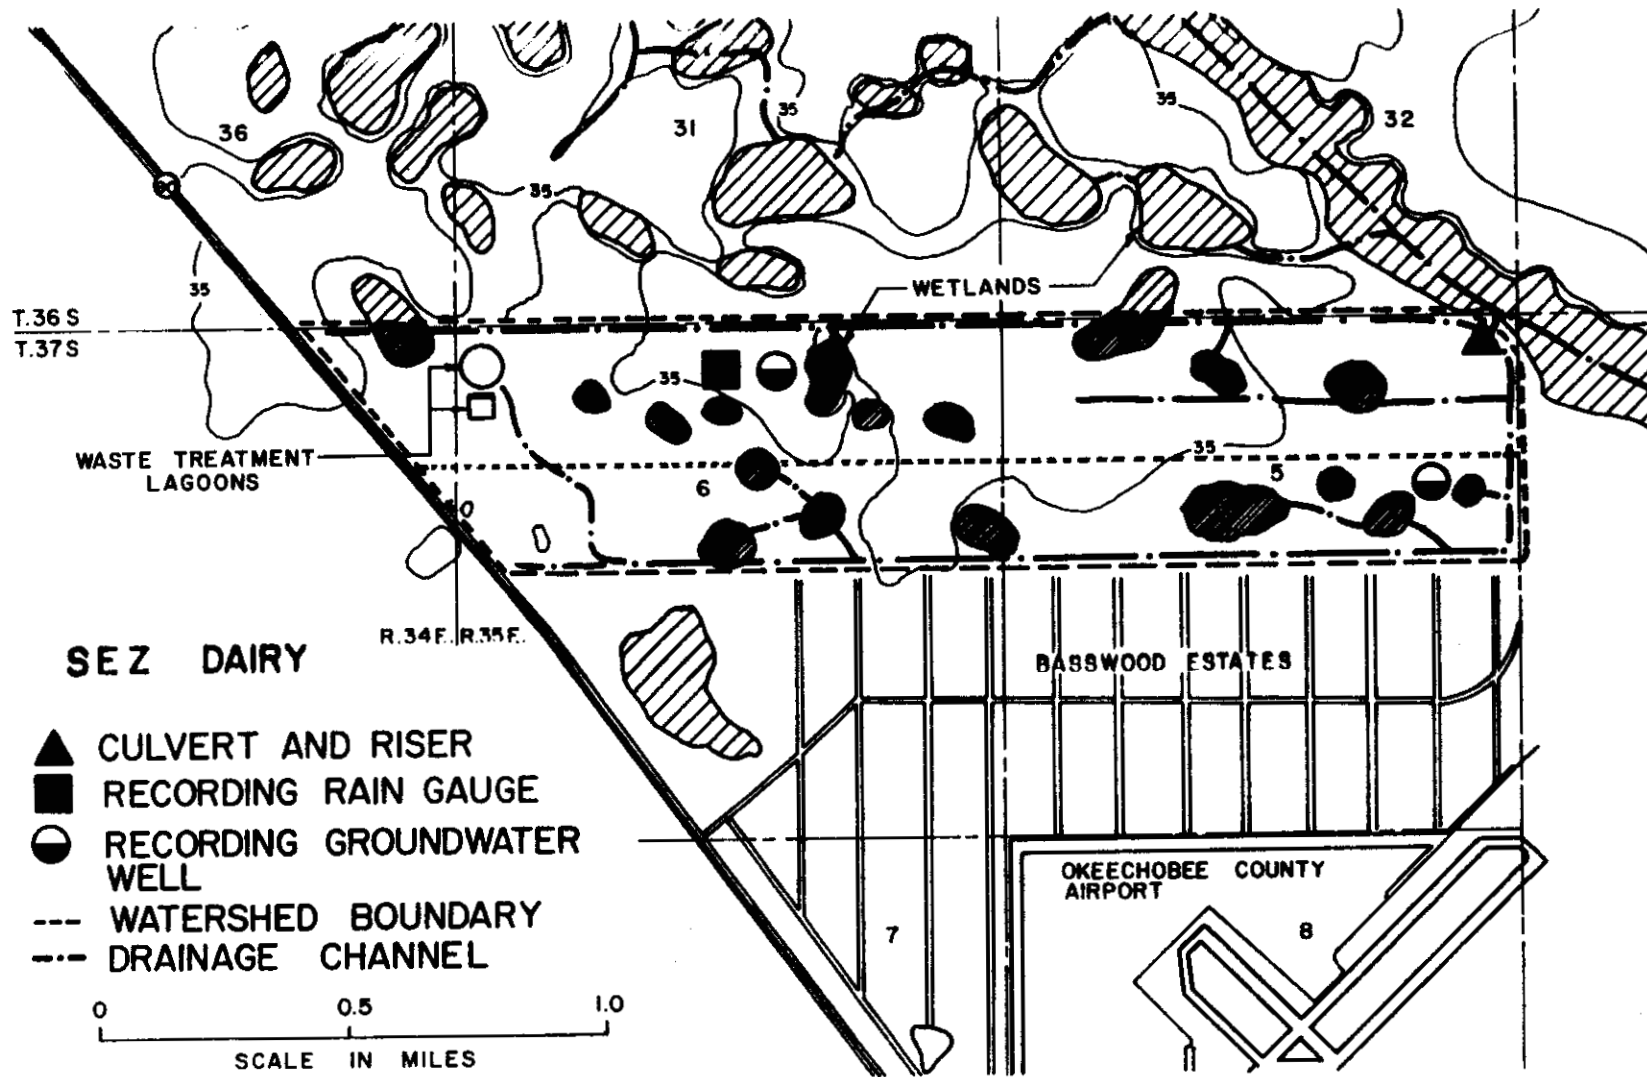 36
31
35
35
32
35
35
WETLANDS
T.36 S
T.37 S
35
WASTE TREATMENT
LAGOONS
6
35
5
R.34E. R.35E.
SEZ DAIRY
BASSWOOD ESTATES
CULVERT AND RISER
RECORDING RAIN GAUGE
RECORDING GROUNDWATER
WELL
WATERSHED BOUNDARY
DRAINAGE CHANNEL
OKEECHOBEE COUNTY
AIRPORT
7
8
0 0.5 1.0
SCALE IN MILES